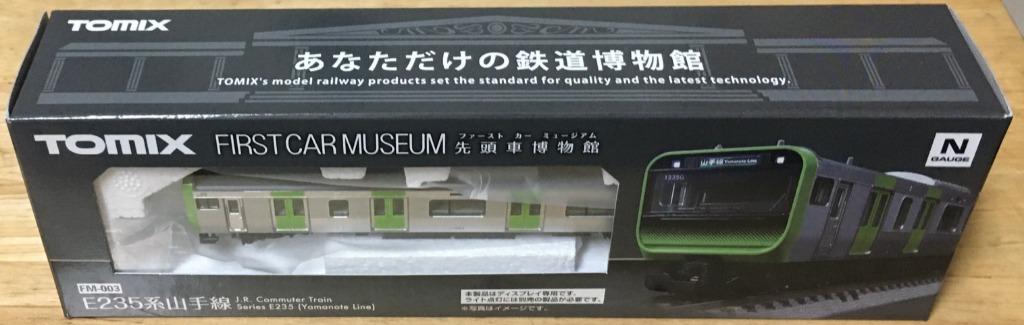 TOMIX
あなただけの鉄道博物館
TOMIX's model railway products set the standard for quality and the latest technology.
TOMIX FIRST CAR MUSEUM ファースト カー ミュージアム 先頭車博物館
N GAUGE
山手線 Yamanote Line
1235G
FM-003
E235系山手線 J.R. Commuter Train Series E235 (Yamanote Line)
本製品はディスプレイ専用です。
ライト点灯には別売の製品が必要です。
※写真はイメージです。